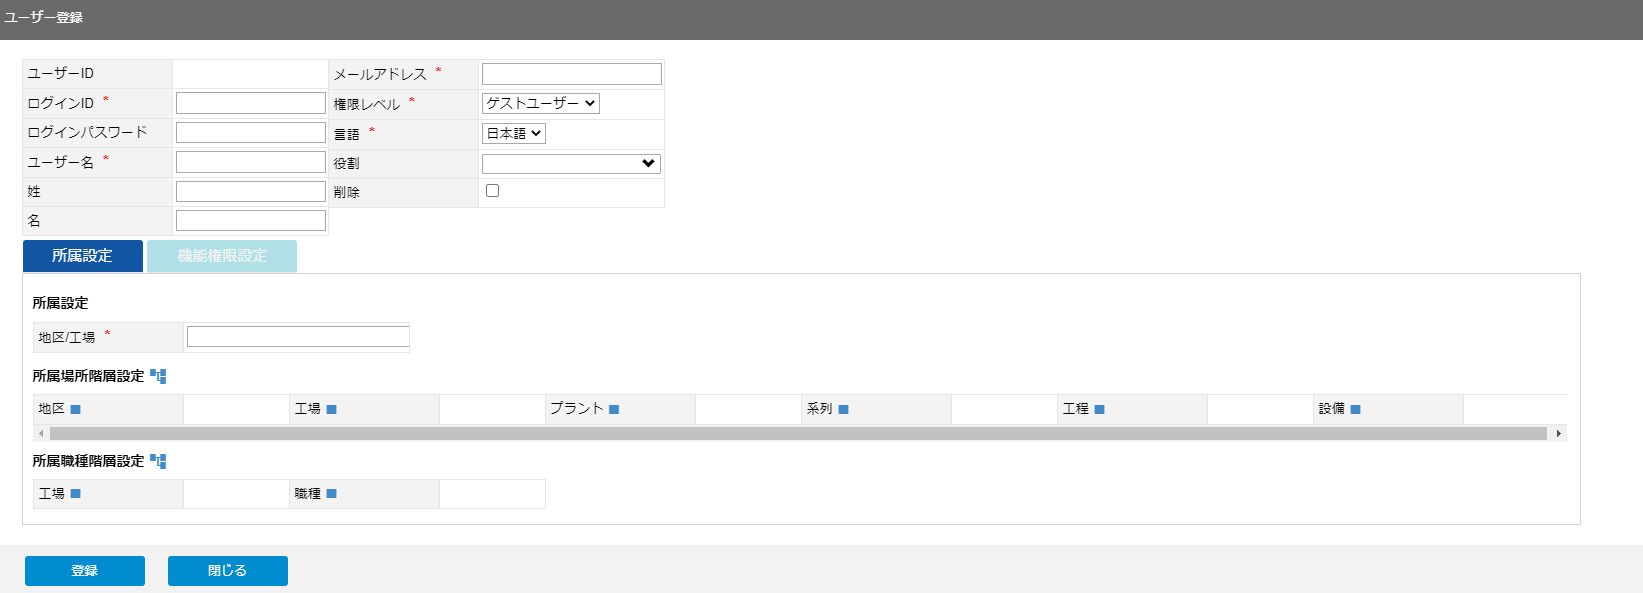 ユーザー登録
ユーザーID
メールアドレス *
ログインID *
権限レベル * ゲストユーザー
ログインパスワード
言語 * 日本語
ユーザー名 *
役割
姓
削除
名
所属設定 機能権限設定
所属設定
地区/工場 *
所属場所階層設定
地区 工場 プラント 系列 工程 設備
所属職種階層設定
工場 職種
登録 閉じる